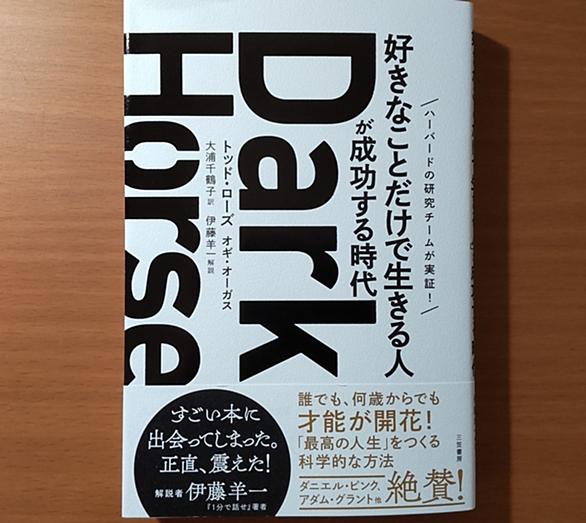 ＼ハーバードの研究チームが実証！／
好きなことだけで生きる人
が成功する時代
Dark
Horse
トッド・ローズ オギ・オーガス
大浦千鶴子 訳 伊藤羊一 解説
すごい本に
出会ってしまった。
正直、震えた！
解説者 伊藤羊一
『1分で話せ』著者
誰でも、何歳からでも
才能が開花！
「最高の人生」をつくる
科学的な方法
ダニエル・ピンク、
アダム・グラント他 絶賛！
三笠書房